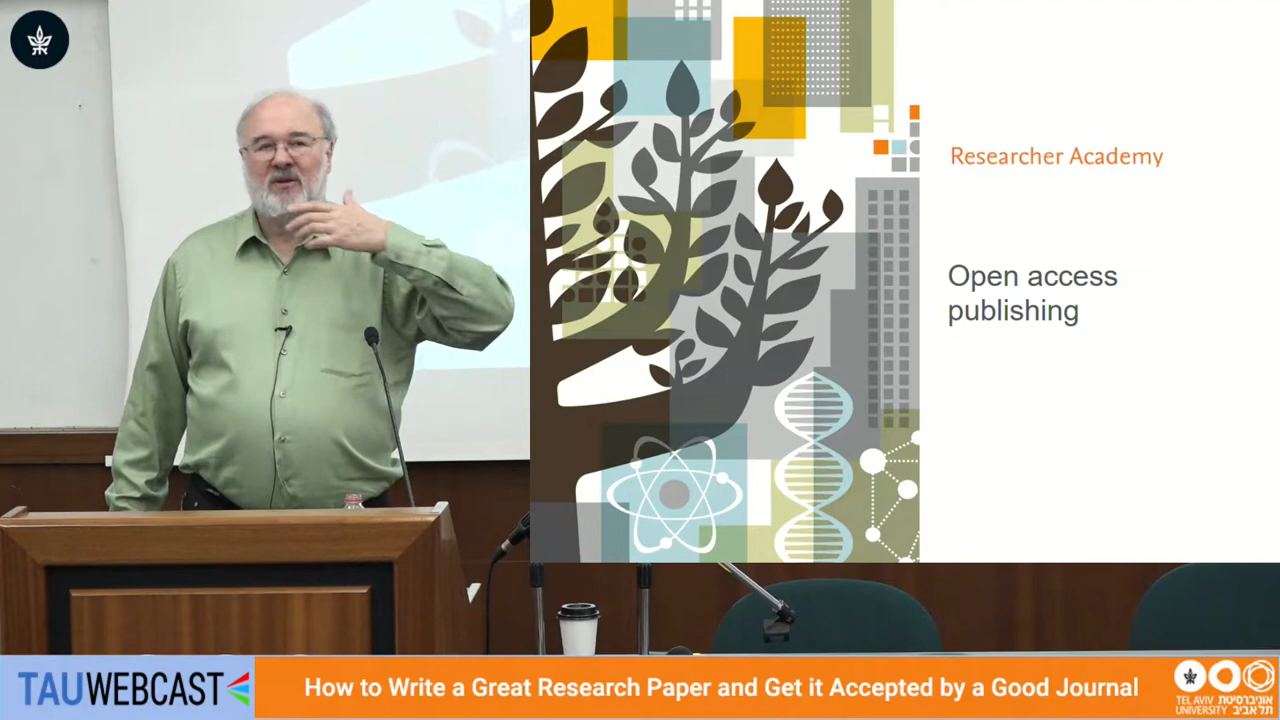 Researcher Academy
Open access
publishing
TAUWEBCAST
How to Write a Great Research Paper and Get it Accepted by a Good Journal
TEL AVIV אוניברסיטת
UNIVERSITY תל אביב